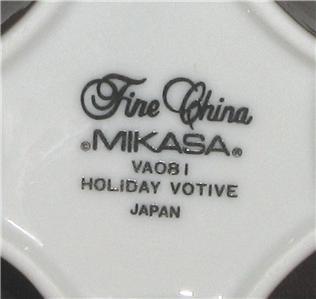 Fine China
©MIKASA®
VA081
HOLIDAY VOTIVE
JAPAN